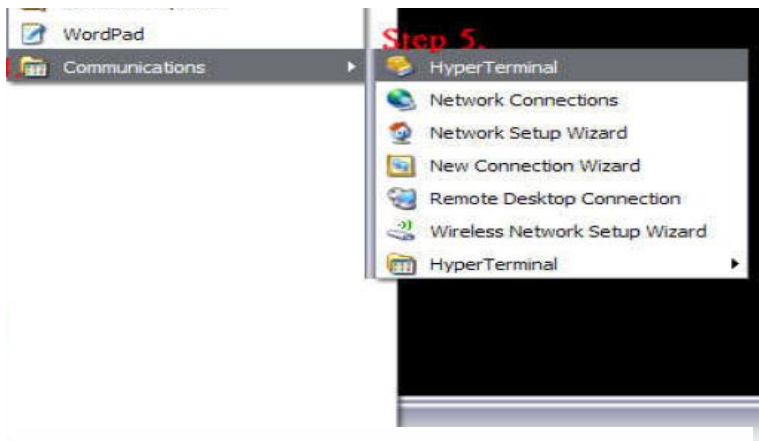 WordPad
Step 5.
Communications
HyperTerminal
Network Connections
Network Setup Wizard
New Connection Wizard
Remote Desktop Connection
Wireless Network Setup Wizard
HyperTerminal